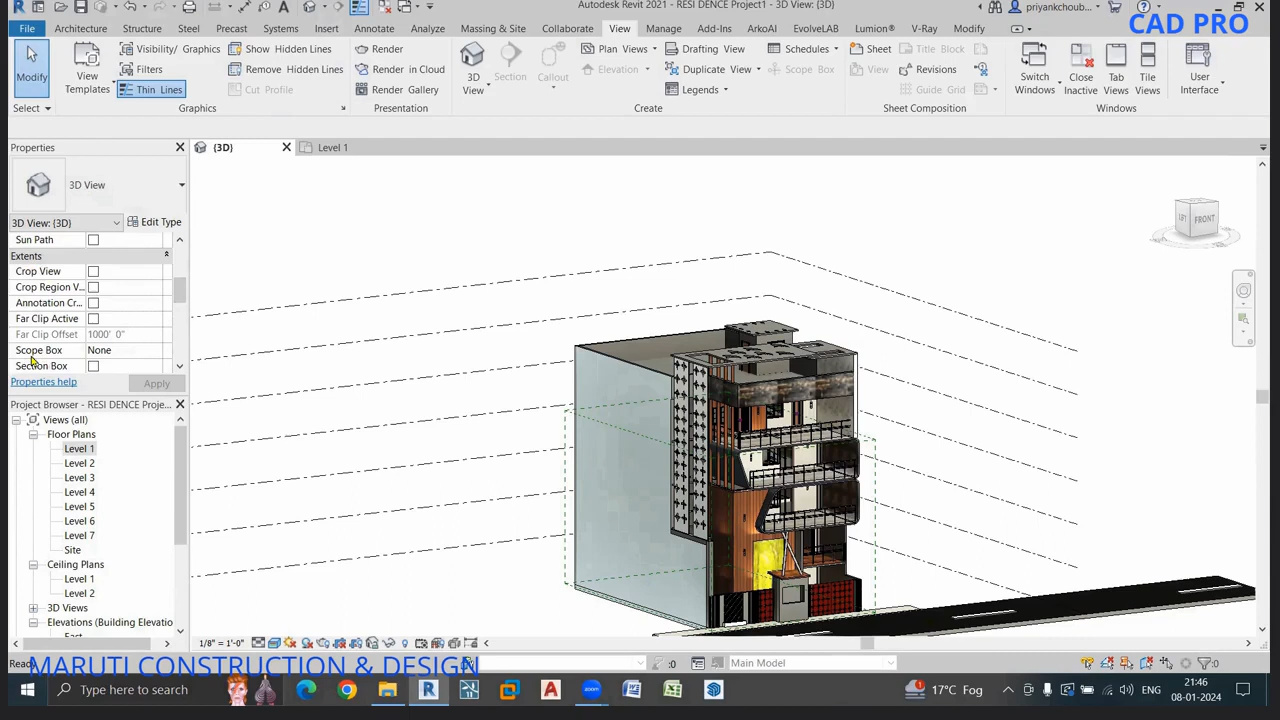 Autodesk Revit 2021 - RESI DENCE Project1 - 3D View: {3D}
priyankchoub...
CAD PRO
File Architecture Structure Steel Precast Systems Insert Annotate Analyze Massing & Site Collaborate View Manage Add-Ins ArkoAI EvolveLAB Lumion® V-Ray Modify
Modify
View Templates
Visibility/ Graphics
Filters
Thin Lines
Show Hidden Lines
Remove Hidden Lines
Cut Profile
Render
Render in Cloud
Render Gallery
3D View
Section
Callout
Plan Views
Elevation
Drafting View
Duplicate View
Legends
Schedules
Scope Box
Sheet
View
Title Block
Revisions
Guide Grid
Switch Windows
Close Inactive
Tab Views
Tile Views
User Interface
Select Graphics Presentation Create Sheet Composition Windows
Properties
{3D}
Level 1
3D View
3D View: {3D}
Edit Type
Sun Path
Extents
Crop View
Crop Region V...
Annotation Cr...
Far Clip Active
Far Clip Offset 1000' 0"
Scope Box None
Section Box
Properties help
Apply
LEFT FRONT
Project Browser - RESI DENCE Proje...
Views (all)
Floor Plans
Level 1
Level 2
Level 3
Level 4
Level 5
Level 6
Level 7
Site
Ceiling Plans
Level 1
Level 2
3D Views
Elevations (Building Elevatio
East
1/8" = 1'-0"
Ready
MARUTI CONSTRUCTION & DESIGN
:0
Main Model
:0
Type here to search
17°C Fog
ENG
21:46
08-01-2024